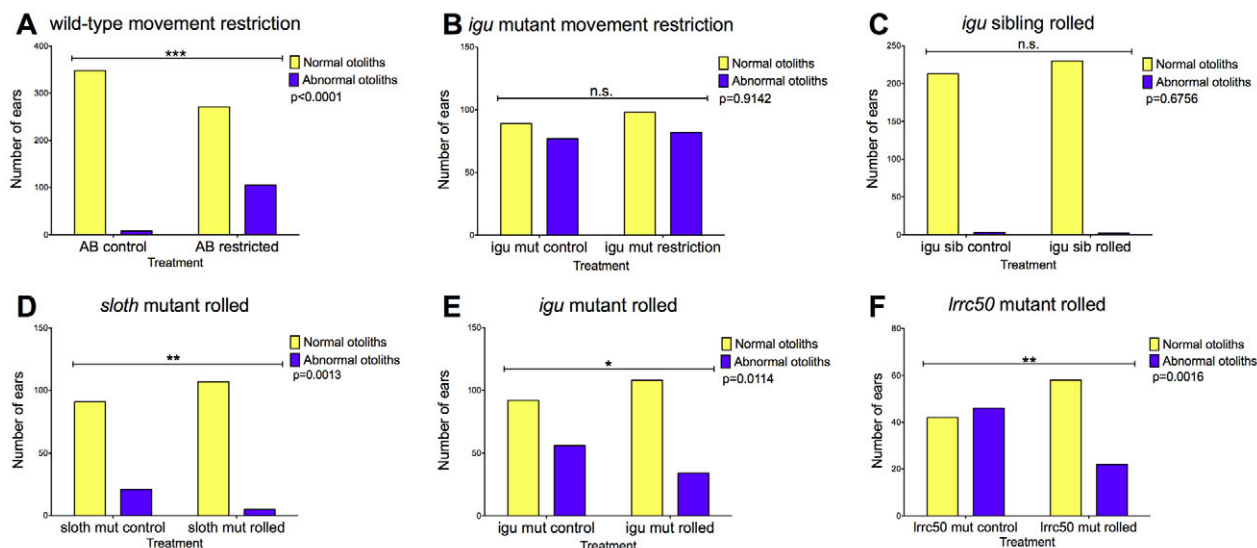 A wild-type movement restriction
400
300
200
100
0
Number of ears
***
Normal otoliths
Abnormal otoliths
p<0.0001
AB control AB restricted
Treatment
B igu mutant movement restriction
150
100
50
0
Number of ears
n.s.
Normal otoliths
Abnormal otoliths
p=0.9142
igu mut control igu mut restriction
Treatment
C igu sibling rolled
250
200
150
100
50
0
Number of ears
n.s.
Normal otoliths
Abnormal otoliths
p=0.6756
igu sib control igu sib rolled
Treatment
D sloth mutant rolled
150
100
50
0
Number of ears
**
Normal otoliths
Abnormal otoliths
p=0.0013
sloth mut control sloth mut rolled
Treatment
E igu mutant rolled
150
100
50
0
Number of ears
*
Normal otoliths
Abnormal otoliths
p=0.0114
igu mut control igu mut rolled
Treatment
F lrrc50 mutant rolled
80
60
40
20
0
Number of ears
**
Normal otoliths
Abnormal otoliths
p=0.0016
lrrc50 mut control lrrc50 mut rolled
Treatment